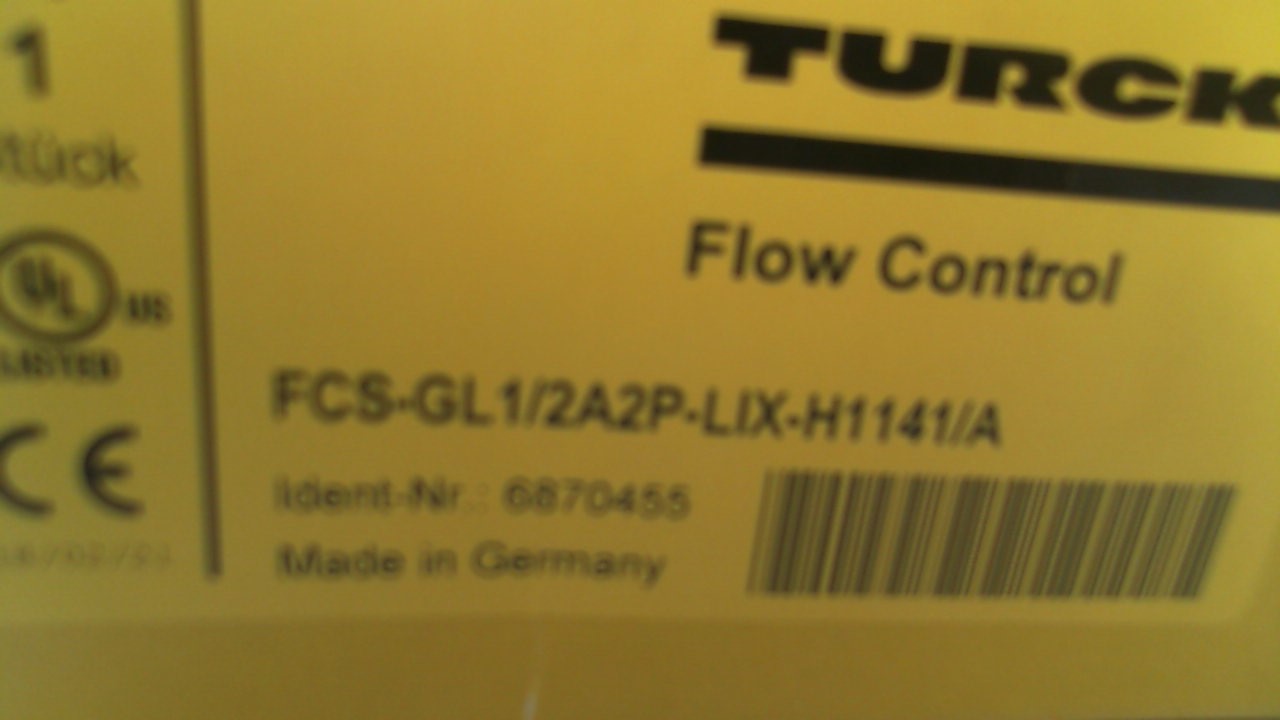 1
Stück
UL US
LISTED
CE
TURCK
Flow Control
FCS-GL1/2A2P-LIX-H1141/A
Ident-Nr.: 6870455
Made in Germany